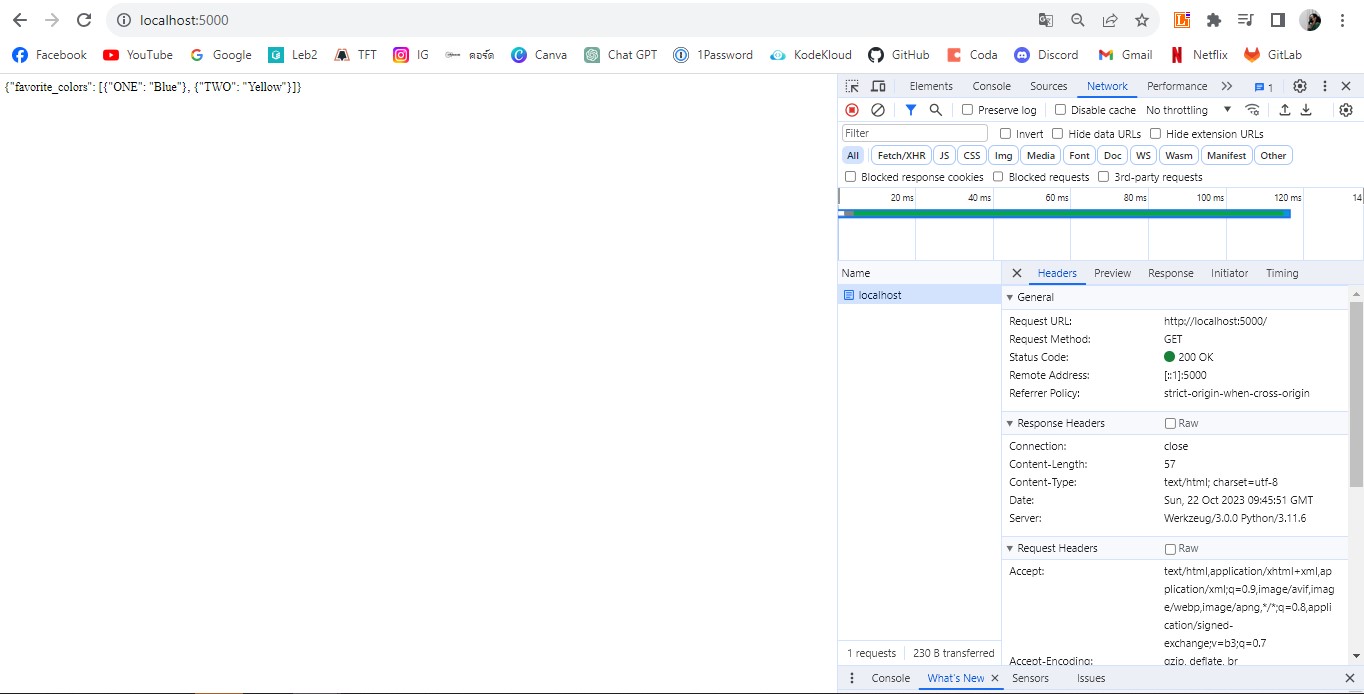 localhost:5000
Facebook YouTube Google Leb2 TFT IG คอร์ด Canva Chat GPT 1Password KodeKloud GitHub Coda Discord Gmail Netflix GitLab
{"favorite_colors": [{"ONE": "Blue"}, {"TWO": "Yellow"}]}
Elements Console Sources Network Performance 1
Preserve log Disable cache No throttling
Filter Invert Hide data URLs Hide extension URLs
All Fetch/XHR JS CSS Img Media Font Doc WS Wasm Manifest Other
Blocked response cookies Blocked requests 3rd-party requests
20 ms 40 ms 60 ms 80 ms 100 ms 120 ms 14
Name
localhost
Headers Preview Response Initiator Timing
General
Request URL: http://localhost:5000/
Request Method: GET
Status Code: 200 OK
Remote Address: [::1]:5000
Referrer Policy: strict-origin-when-cross-origin
Response Headers Raw
Connection: close
Content-Length: 57
Content-Type: text/html; charset=utf-8
Date: Sun, 22 Oct 2023 09:45:51 GMT
Server: Werkzeug/3.0.0 Python/3.11.6
Request Headers Raw
Accept: text/html,application/xhtml+xml,ap
plication/xml;q=0.9,image/avif,imag
e/webp,image/apng,*/*;q=0.8,appli
cation/signed-
exchange;v=b3;q=0.7
Accept-Encoding: gzip, deflate, br
1 requests 230 B transferred
Console What's New Sensors Issues